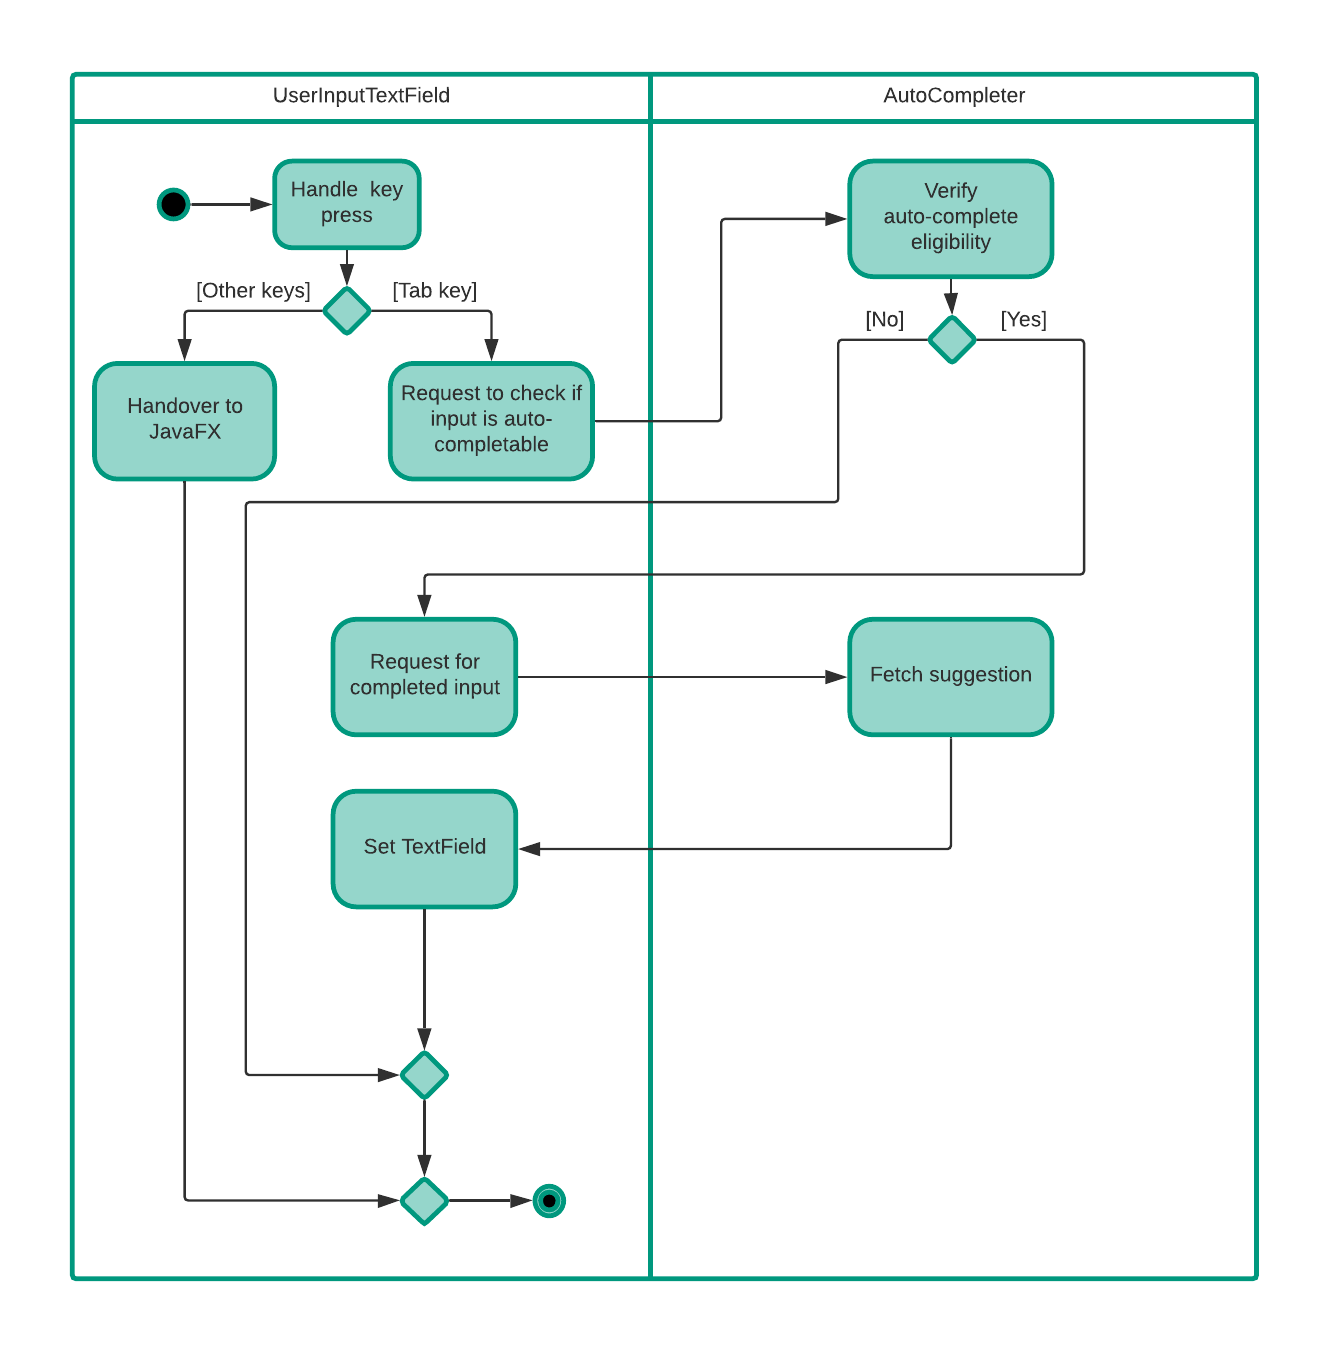 UserInputTextField
AutoCompleter
Handle key
press
Verify
auto-complete
eligibility
[Other keys]
[Tab key]
[No]
[Yes]
Handover to
JavaFX
Request to check if
input is auto-
completable
Request for
completed input
Fetch suggestion
Set TextField